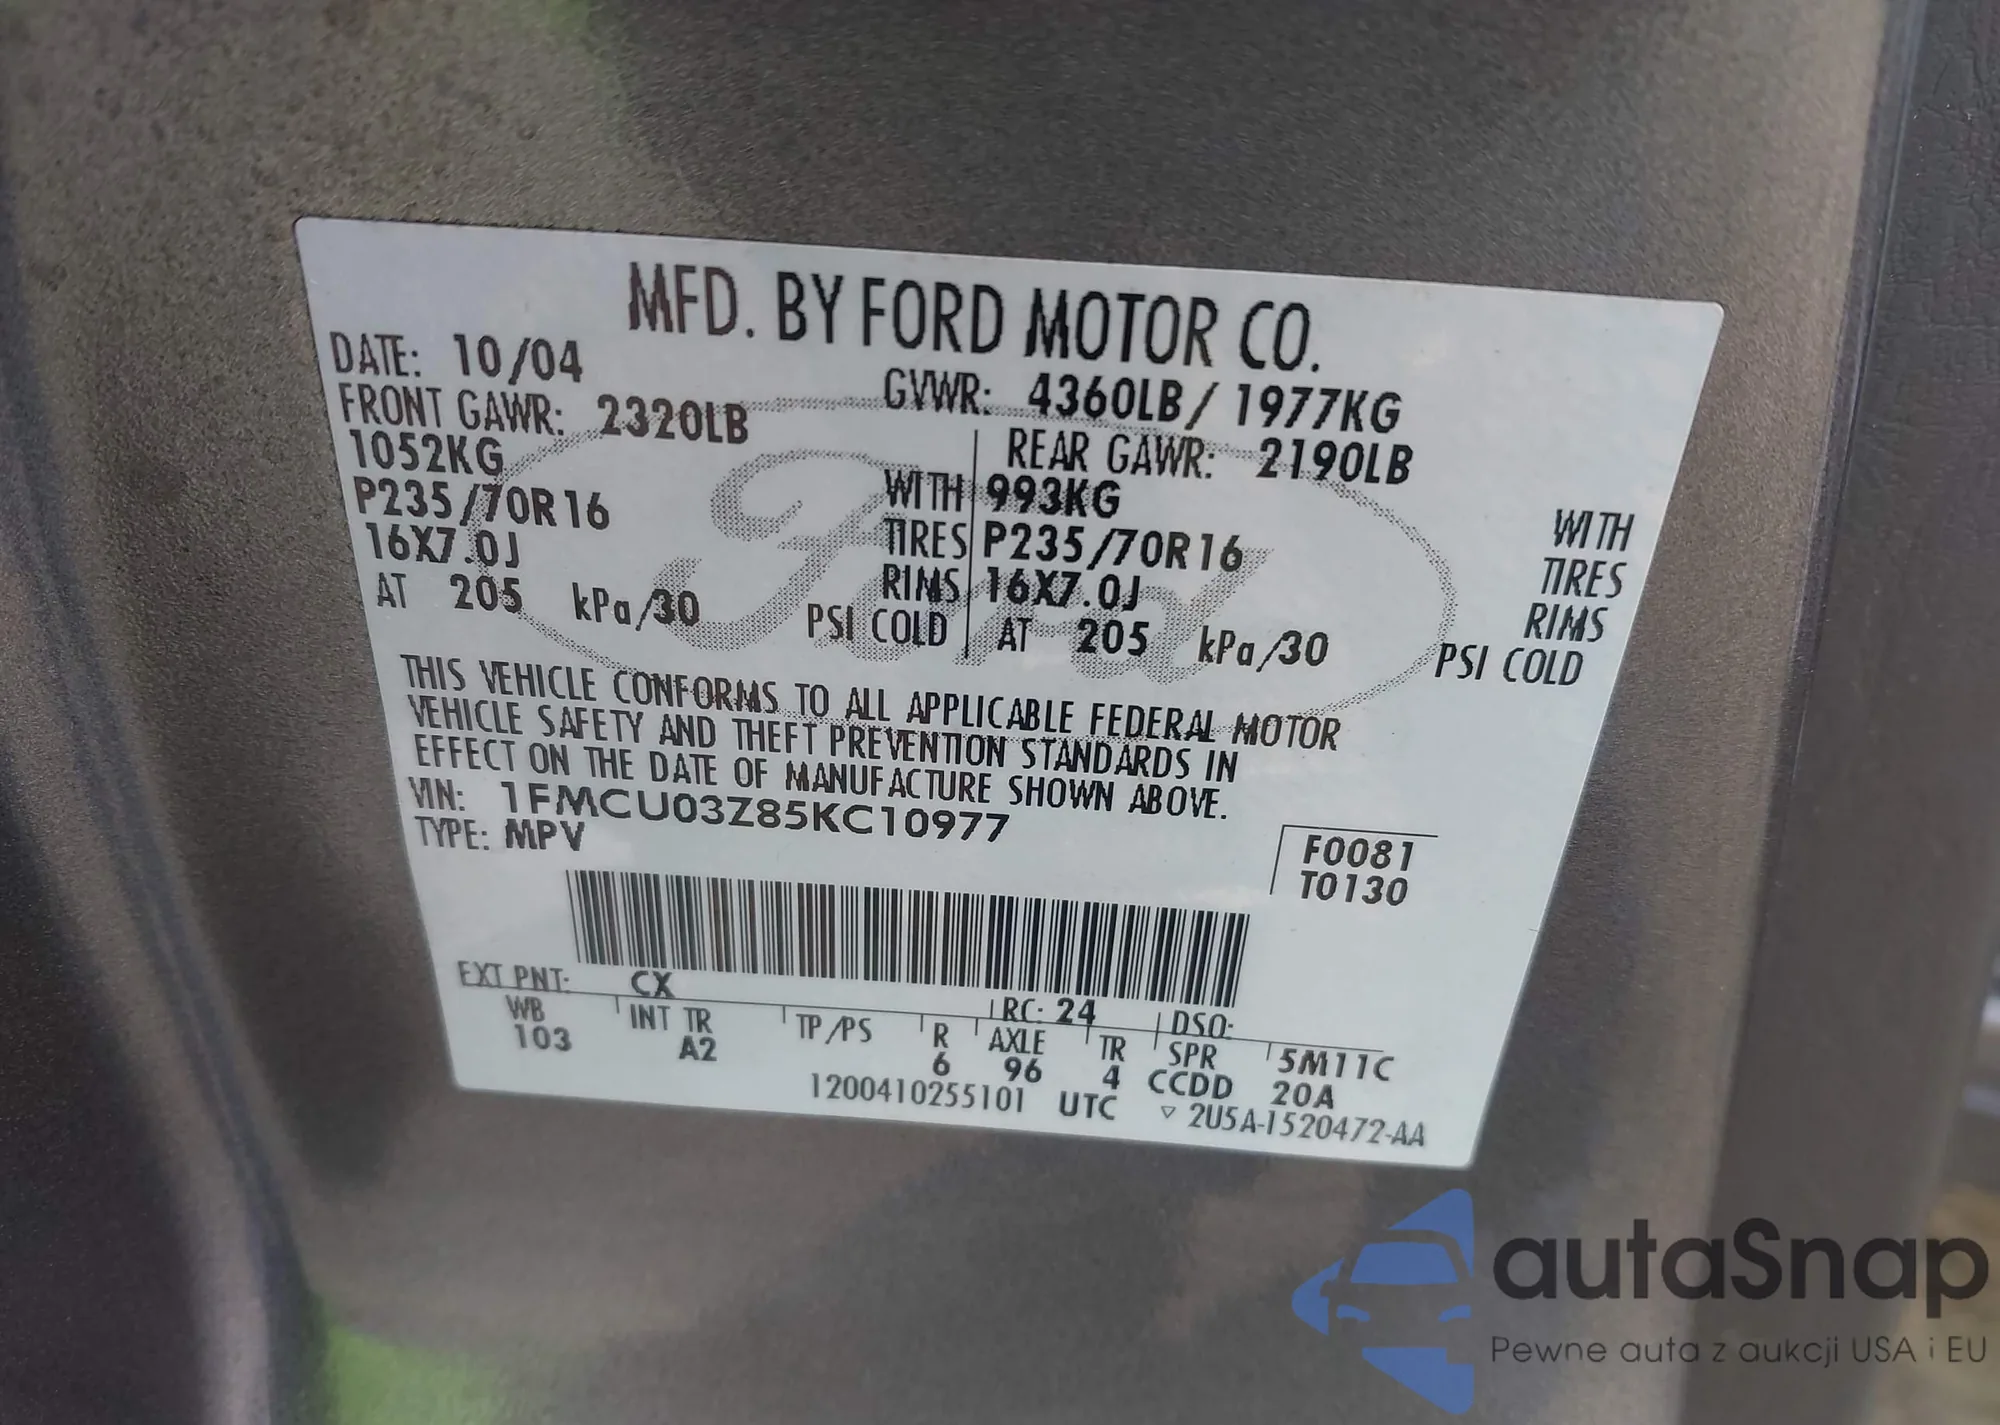 MFD. BY FORD MOTOR CO.
DATE: 10/04 GVWR: 4360LB / 1977KG
FRONT GAWR: 2320LB REAR GAWR: 2190LB
1052KG WITH 993KG WITH
P235/70R16 TIRES P235/70R16 TIRES
16X7.0J RIMS 16X7.0J RIMS
AT 205 kPa/30 PSI COLD AT 205 kPa/30 PSI COLD
Ford
THIS VEHICLE CONFORMS TO ALL APPLICABLE FEDERAL MOTOR
VEHICLE SAFETY AND THEFT PREVENTION STANDARDS IN
EFFECT ON THE DATE OF MANUFACTURE SHOWN ABOVE.
VIN: 1FMCU03Z85KC10977
TYPE: MPV
F0081
T0130
EXT PNT: CX RC: 24 DSO:
WB INT TR TP/PS R AXLE TR SPR 5M11C
103 A2 6 96 4 CCDD 20A
1200410255101 UTC ▽ 2U5A-1520472-AA
autaSnap
Pewne auta z aukcji USA i EU